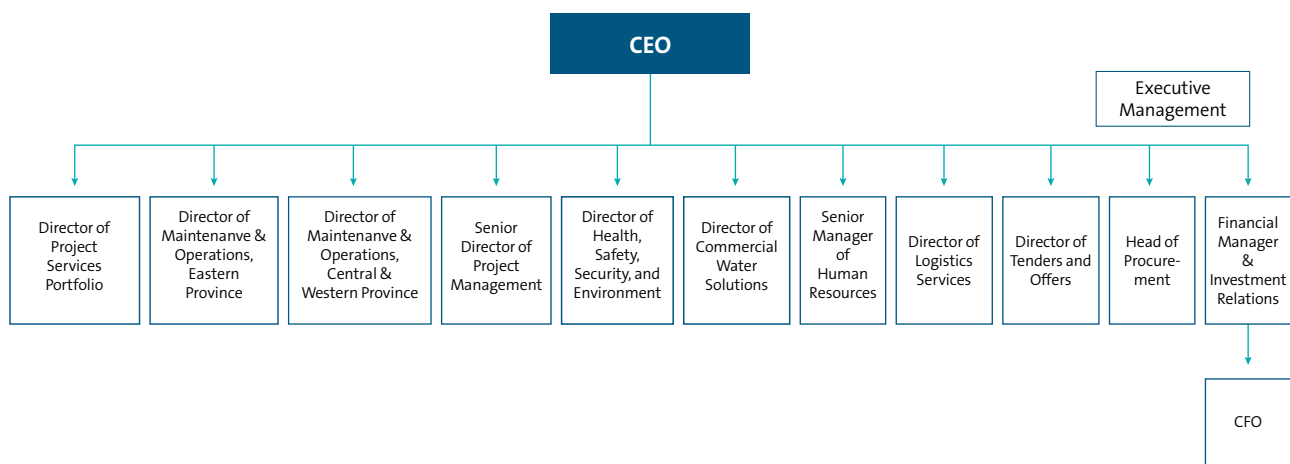 CEO
Executive
Management
Director of
Project
Services
Portfolio
Director of
Maintenanve &
Operations,
Eastern
Province
Director of
Maintenanve &
Operations,
Central &
Western Province
Senior
Director of
Project
Management
Director of
Health,
Safety,
Security, and
Environment
Director of
Commercial
Water
Solutions
Senior
Manager
of
Human
Resources
Director of
Logistics
Services
Director of
Tenders and
Offers
Head of
Procure-
ment
Financial
Manager
&
Investment
Relations
CFO